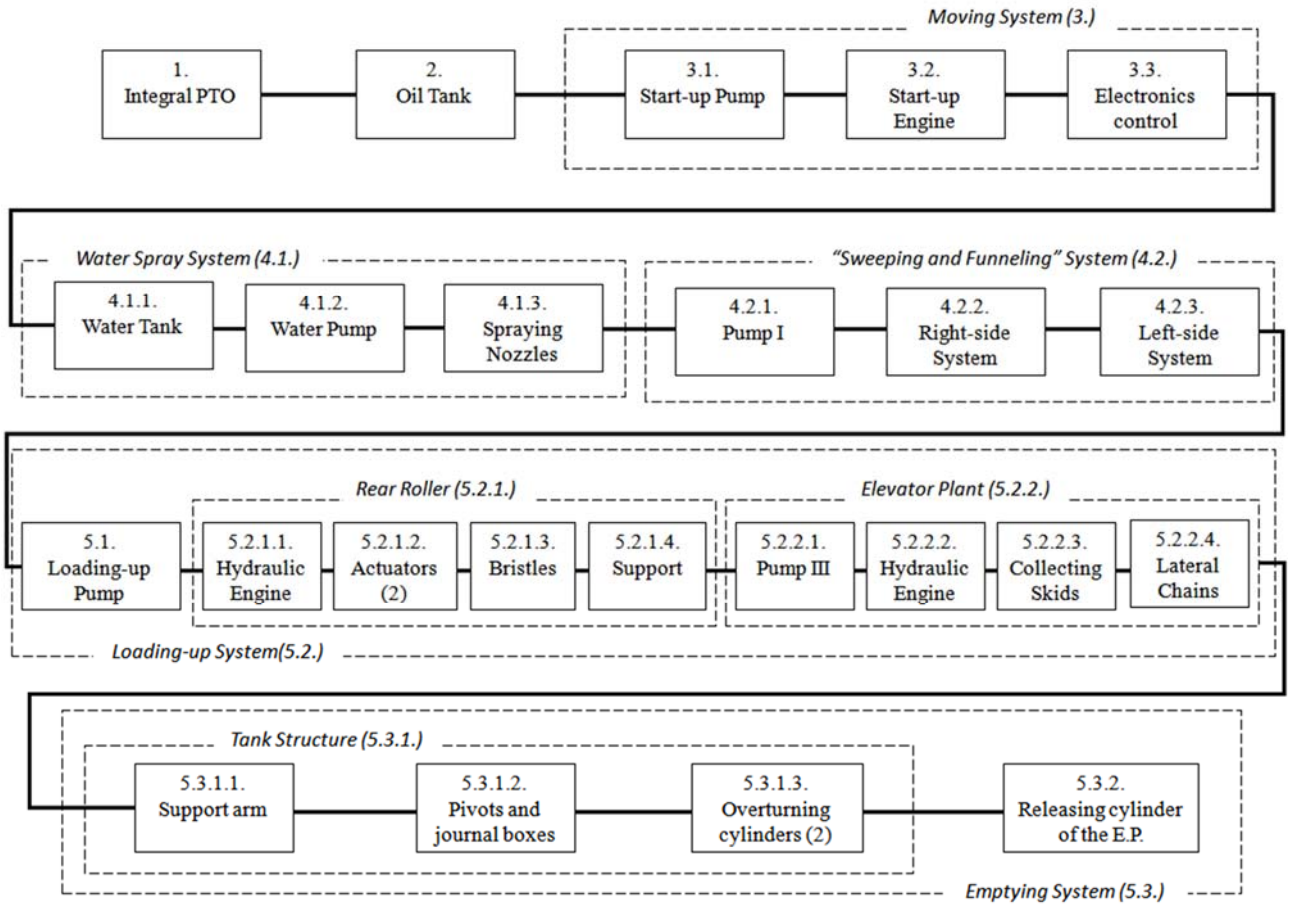 Moving System (3.)
1.
Integral PTO
2.
Oil Tank
3.1.
Start-up Pump
3.2.
Start-up
Engine
3.3.
Electronics
control
Water Spray System (4.1.)
4.1.1.
Water Tank
4.1.2.
Water Pump
4.1.3.
Spraying
Nozzles
“Sweeping and Funneling” System (4.2.)
4.2.1.
Pump I
4.2.2.
Right-side
System
4.2.3.
Left-side
System
Rear Roller (5.2.1.)
Elevator Plant (5.2.2.)
5.1.
Loading-up
Pump
5.2.1.1.
Hydraulic
Engine
5.2.1.2.
Actuators
(2)
5.2.1.3.
Bristles
5.2.1.4.
Support
5.2.2.1.
Pump III
5.2.2.2.
Hydraulic
Engine
5.2.2.3.
Collecting
Skids
5.2.2.4.
Lateral
Chains
Loading-up System(5.2.)
Tank Structure (5.3.1.)
5.3.1.1.
Support arm
5.3.1.2.
Pivots and
journal boxes
5.3.1.3.
Overturning
cylinders (2)
5.3.2.
Releasing cylinder
of the E.P.
Emptying System (5.3.)